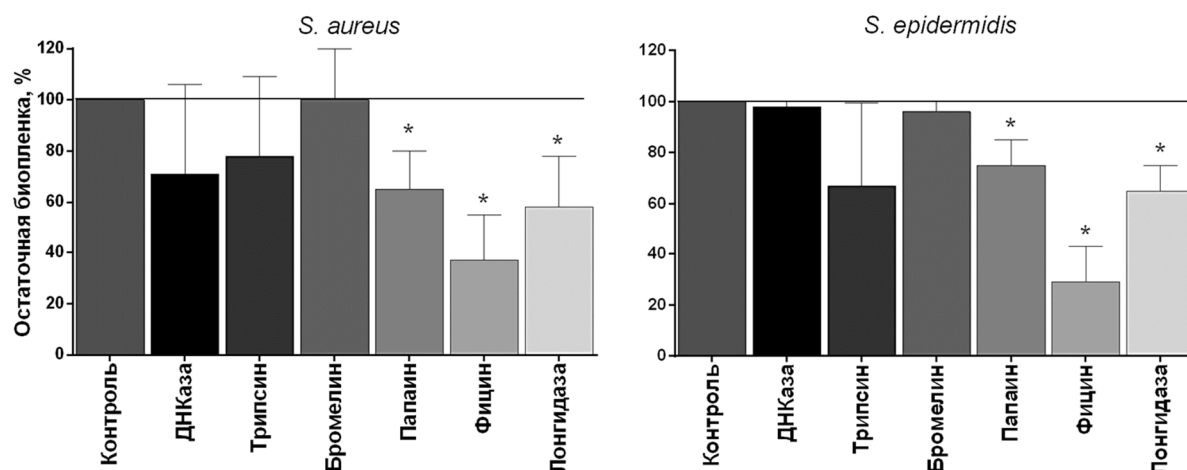 S. aureus
Остаточная биопленка, %
120
100
80
60
40
20
0
*
*
*
Контроль
ДНКаза
Трипсин
Бромелин
Папаин
Фицин
Лонгидаза
S. epidermidis
120
100
80
60
40
20
0
*
*
*
Контроль
ДНКаза
Трипсин
Бромелин
Папаин
Фицин
Лонгидаза